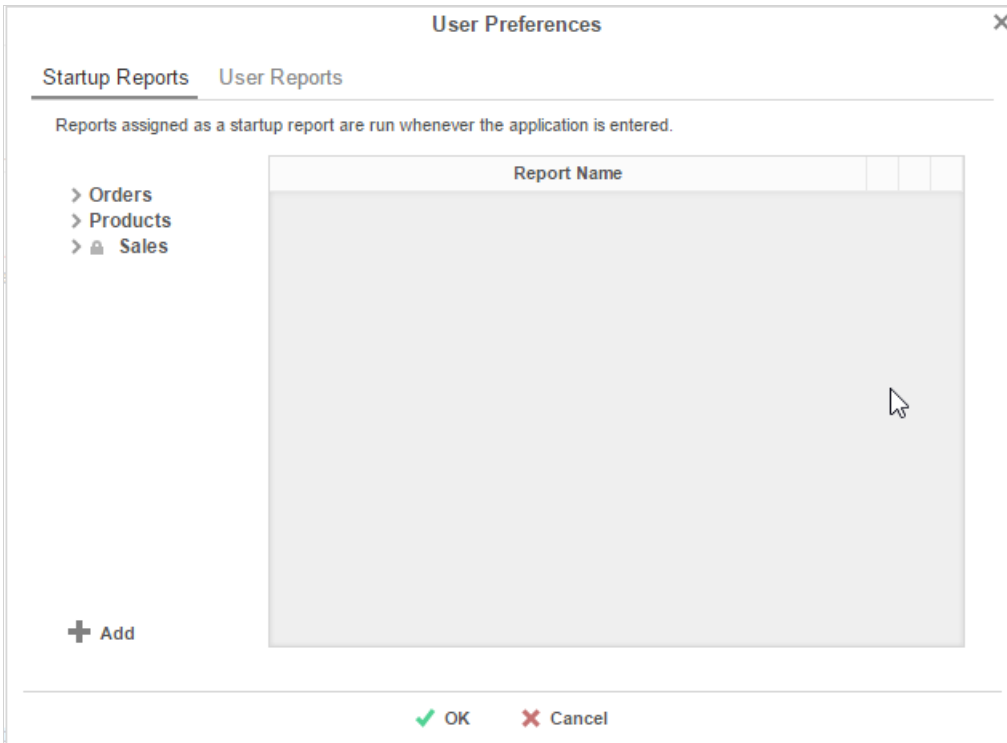 User Preferences
Startup Reports User Reports
Reports assigned as a startup report are run whenever the application is entered.
Report Name
Orders
Products
Sales
Add
OK Cancel